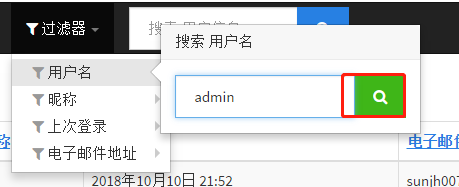 过滤器
搜索 用户信息
搜索 用户名
用户名
admin
昵称
上次登录
电子邮件地址
称
电子邮
2018年10月10日 21:52
sunjh007